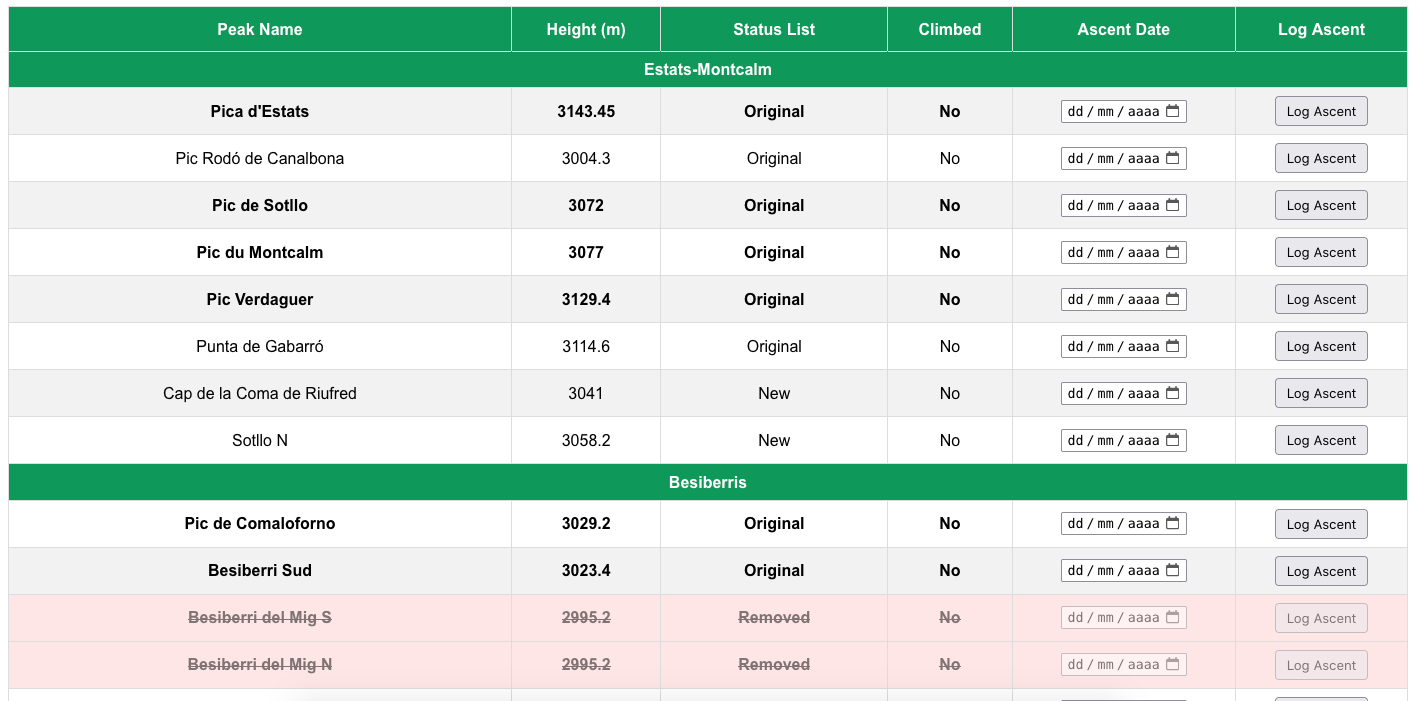 Peak Name Height (m) Status List Climbed Ascent Date Log Ascent
Estats-Montcalm
Pica d'Estats 3143.45 Original No dd / mm / aaaa Log Ascent
Pic Rodó de Canalbona 3004.3 Original No dd / mm / aaaa Log Ascent
Pic de Sotllo 3072 Original No dd / mm / aaaa Log Ascent
Pic du Montcalm 3077 Original No dd / mm / aaaa Log Ascent
Pic Verdaguer 3129.4 Original No dd / mm / aaaa Log Ascent
Punta de Gabarró 3114.6 Original No dd / mm / aaaa Log Ascent
Cap de la Coma de Riufred 3041 New No dd / mm / aaaa Log Ascent
Sotllo N 3058.2 New No dd / mm / aaaa Log Ascent
Besiberris
Pic de Comaloforno 3029.2 Original No dd / mm / aaaa Log Ascent
Besiberri Sud 3023.4 Original No dd / mm / aaaa Log Ascent
Besiberri del Mig S 2995.2 Removed No dd / mm / aaaa Log Ascent
Besiberri del Mig N 2995.2 Removed No dd / mm / aaaa Log Ascent